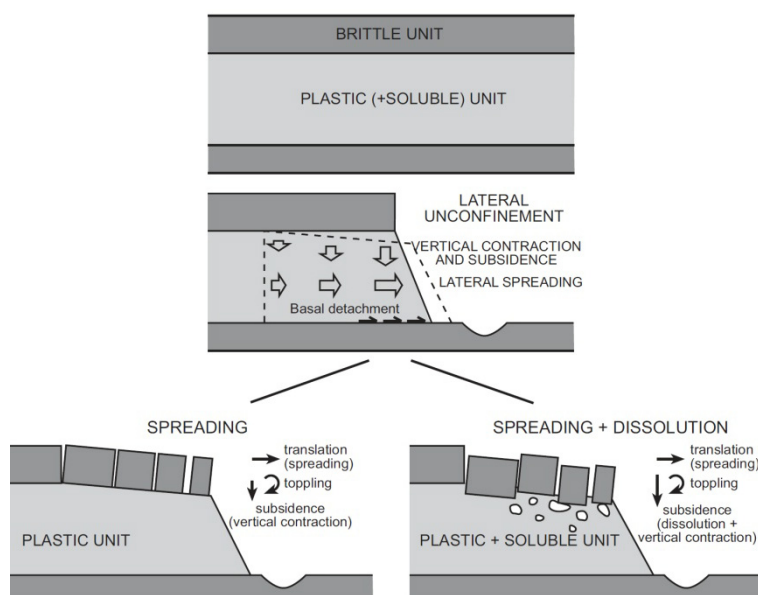 BRITTLE UNIT
PLASTIC (+SOLUBLE) UNIT
LATERAL
UNCONFINEMENT
VERTICAL CONTRACTION
AND SUBSIDENCE
LATERAL SPREADING
Basal detachment
SPREADING
translation
(spreading)
toppling
subsidence
(vertical contraction)
PLASTIC UNIT
SPREADING + DISSOLUTION
translation
(spreading)
toppling
subsidence
(dissolution +
vertical contraction)
PLASTIC + SOLUBLE UNIT